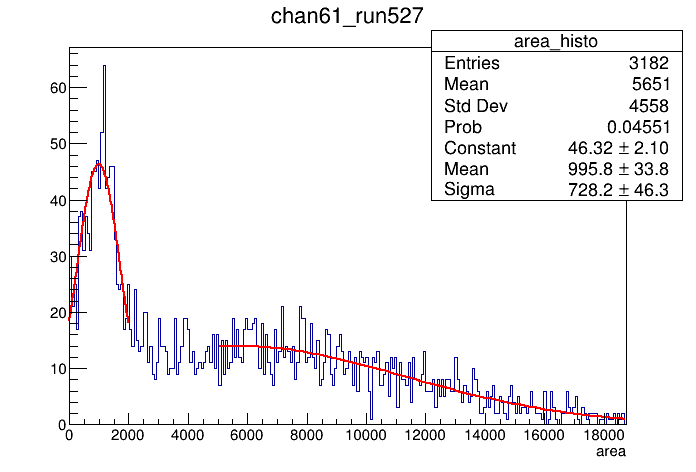 chan61_run527
area_histo
Entries 3182
Mean 5651
Std Dev 4558
Prob 0.04551
Constant 46.32 ± 2.10
Mean 995.8 ± 33.8
Sigma 728.2 ± 46.3
60
50
40
30
20
10
0
0 2000 4000 6000 8000 10000 12000 14000 16000 18000
area